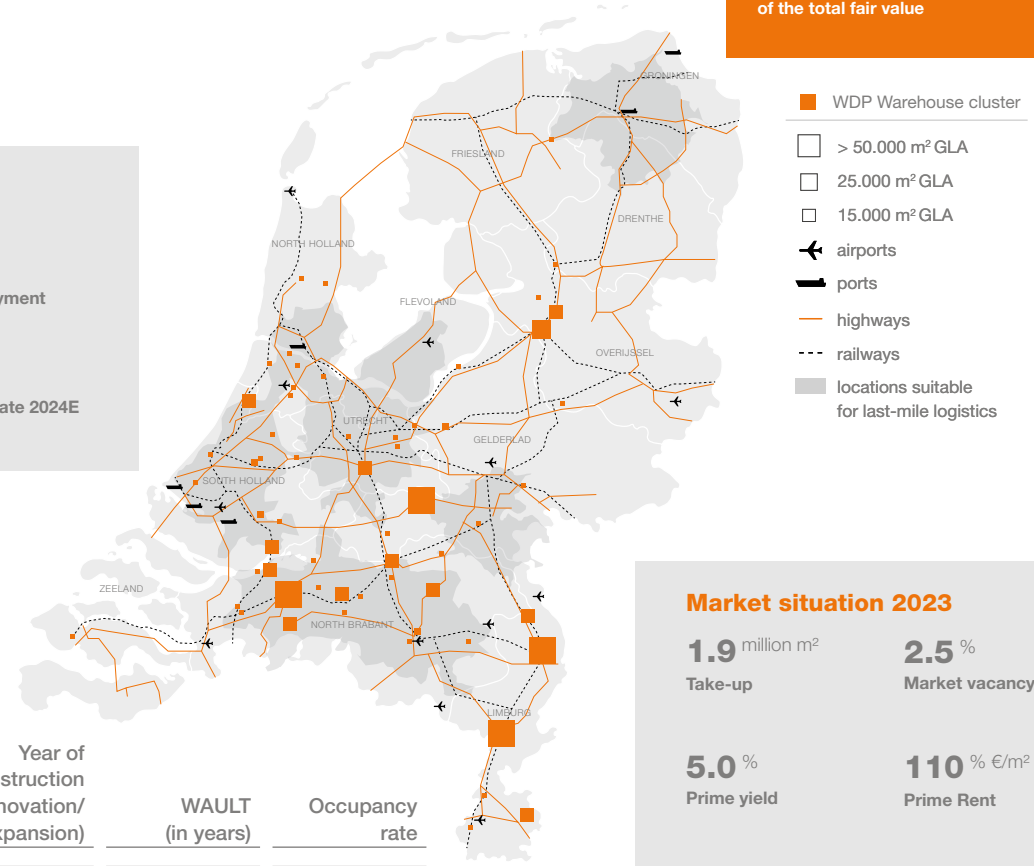 of the total fair value
WDP Warehouse cluster
> 50.000 m² GLA
25.000 m² GLA
15.000 m² GLA
airports
ports
highways
railways
locations suitable
for last-mile logistics
GRONINGEN
FRIESLAND
DRENTHE
NORTH HOLLAND
FLEVOLAND
OVERIJSSEL
UTRECHT
GELDERLAD
SOUTH HOLLAND
ZEELAND
NORTH BRABANT
LIMBURG
yment
ate 2024E
Market situation 2023
1.9 million m²
Take-up
2.5 %
Market vacancy
5.0 %
Prime yield
110 % €/m²
Prime Rent
Year of
struction
novation/
xpansion)
WAULT
(in years)
Occupancy
rate